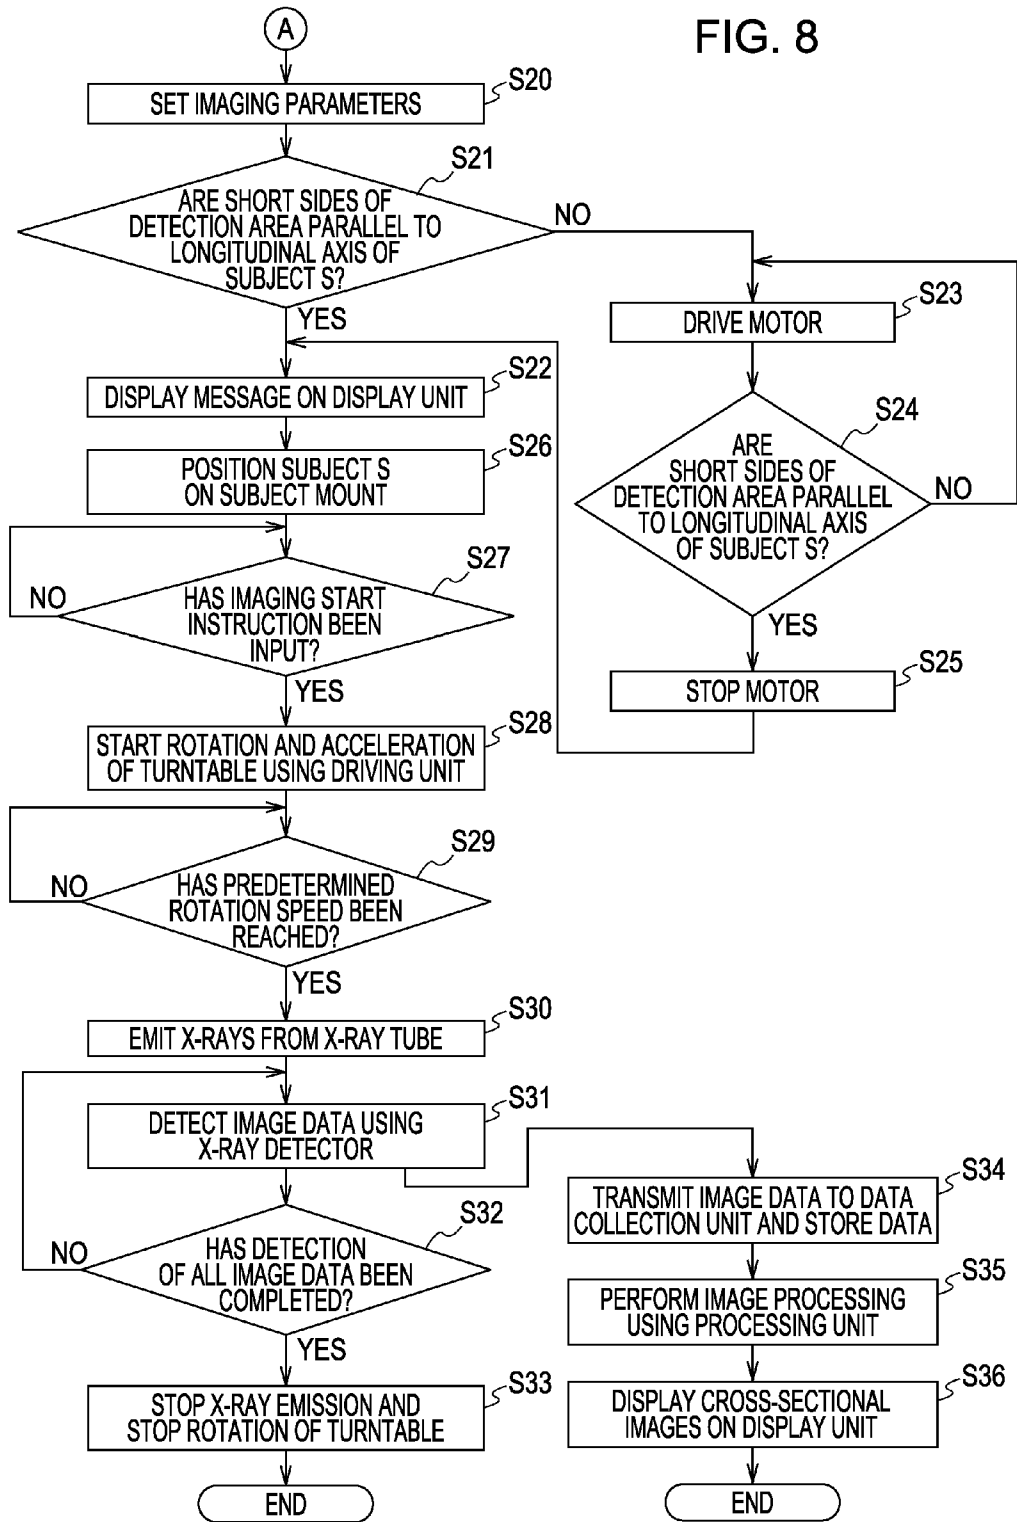 FIG. 8
A
S20
SET IMAGING PARAMETERS
S21
ARE SHORT SIDES OF
DETECTION AREA PARALLEL TO
LONGITUDINAL AXIS OF
SUBJECT S?
NO
YES
S22
DISPLAY MESSAGE ON DISPLAY UNIT
S26
POSITION SUBJECT S
ON SUBJECT MOUNT
S27
HAS IMAGING START
INSTRUCTION BEEN
INPUT?
NO
YES
S28
START ROTATION AND ACCELERATION
OF TURNTABLE USING DRIVING UNIT
S29
HAS PREDETERMINED
ROTATION SPEED BEEN
REACHED?
NO
YES
S30
EMIT X-RAYS FROM X-RAY TUBE
S31
DETECT IMAGE DATA USING
X-RAY DETECTOR
S32
HAS DETECTION
OF ALL IMAGE DATA BEEN
COMPLETED?
NO
YES
S33
STOP X-RAY EMISSION AND
STOP ROTATION OF TURNTABLE
END
S23
DRIVE MOTOR
S24
ARE
SHORT SIDES OF
DETECTION AREA PARALLEL
TO LONGITUDINAL AXIS
OF SUBJECT S?
NO
YES
S25
STOP MOTOR
S34
TRANSMIT IMAGE DATA TO DATA
COLLECTION UNIT AND STORE DATA
S35
PERFORM IMAGE PROCESSING
USING PROCESSING UNIT
S36
DISPLAY CROSS-SECTIONAL
IMAGES ON DISPLAY UNIT
END